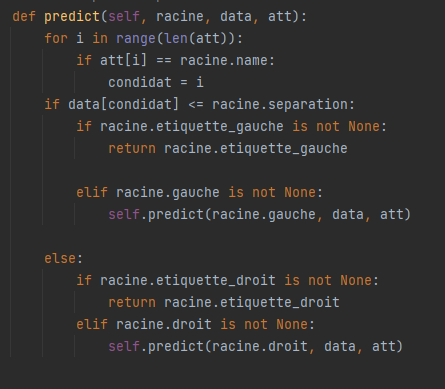 def predict(self, racine, data, att):
for i in range(len(att)):
if att[i] == racine.name:
condidat = i
if data[condidat] <= racine.separation:
if racine.etiquette_gauche is not None:
return racine.etiquette_gauche
elif racine.gauche is not None:
self.predict(racine.gauche, data, att)
else:
if racine.etiquette_droit is not None:
return racine.etiquette_droit
elif racine.droit is not None:
self.predict(racine.droit, data, att)